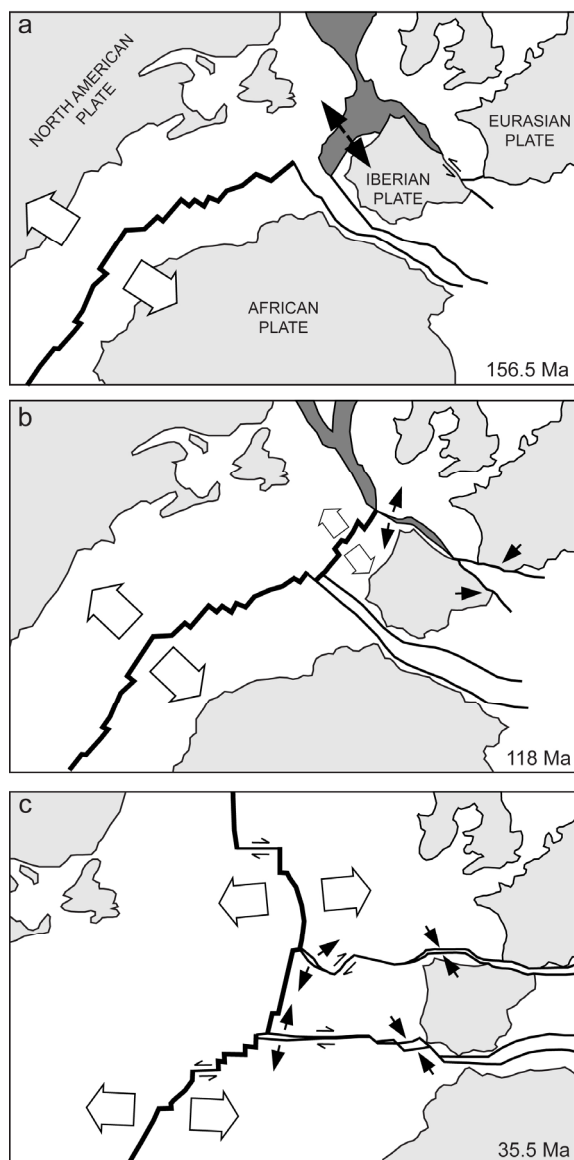 a
NORTH AMERICAN
PLATE
EURASIAN
PLATE
IBERIAN
PLATE
AFRICAN
PLATE
156.5 Ma
b
118 Ma
c
35.5 Ma